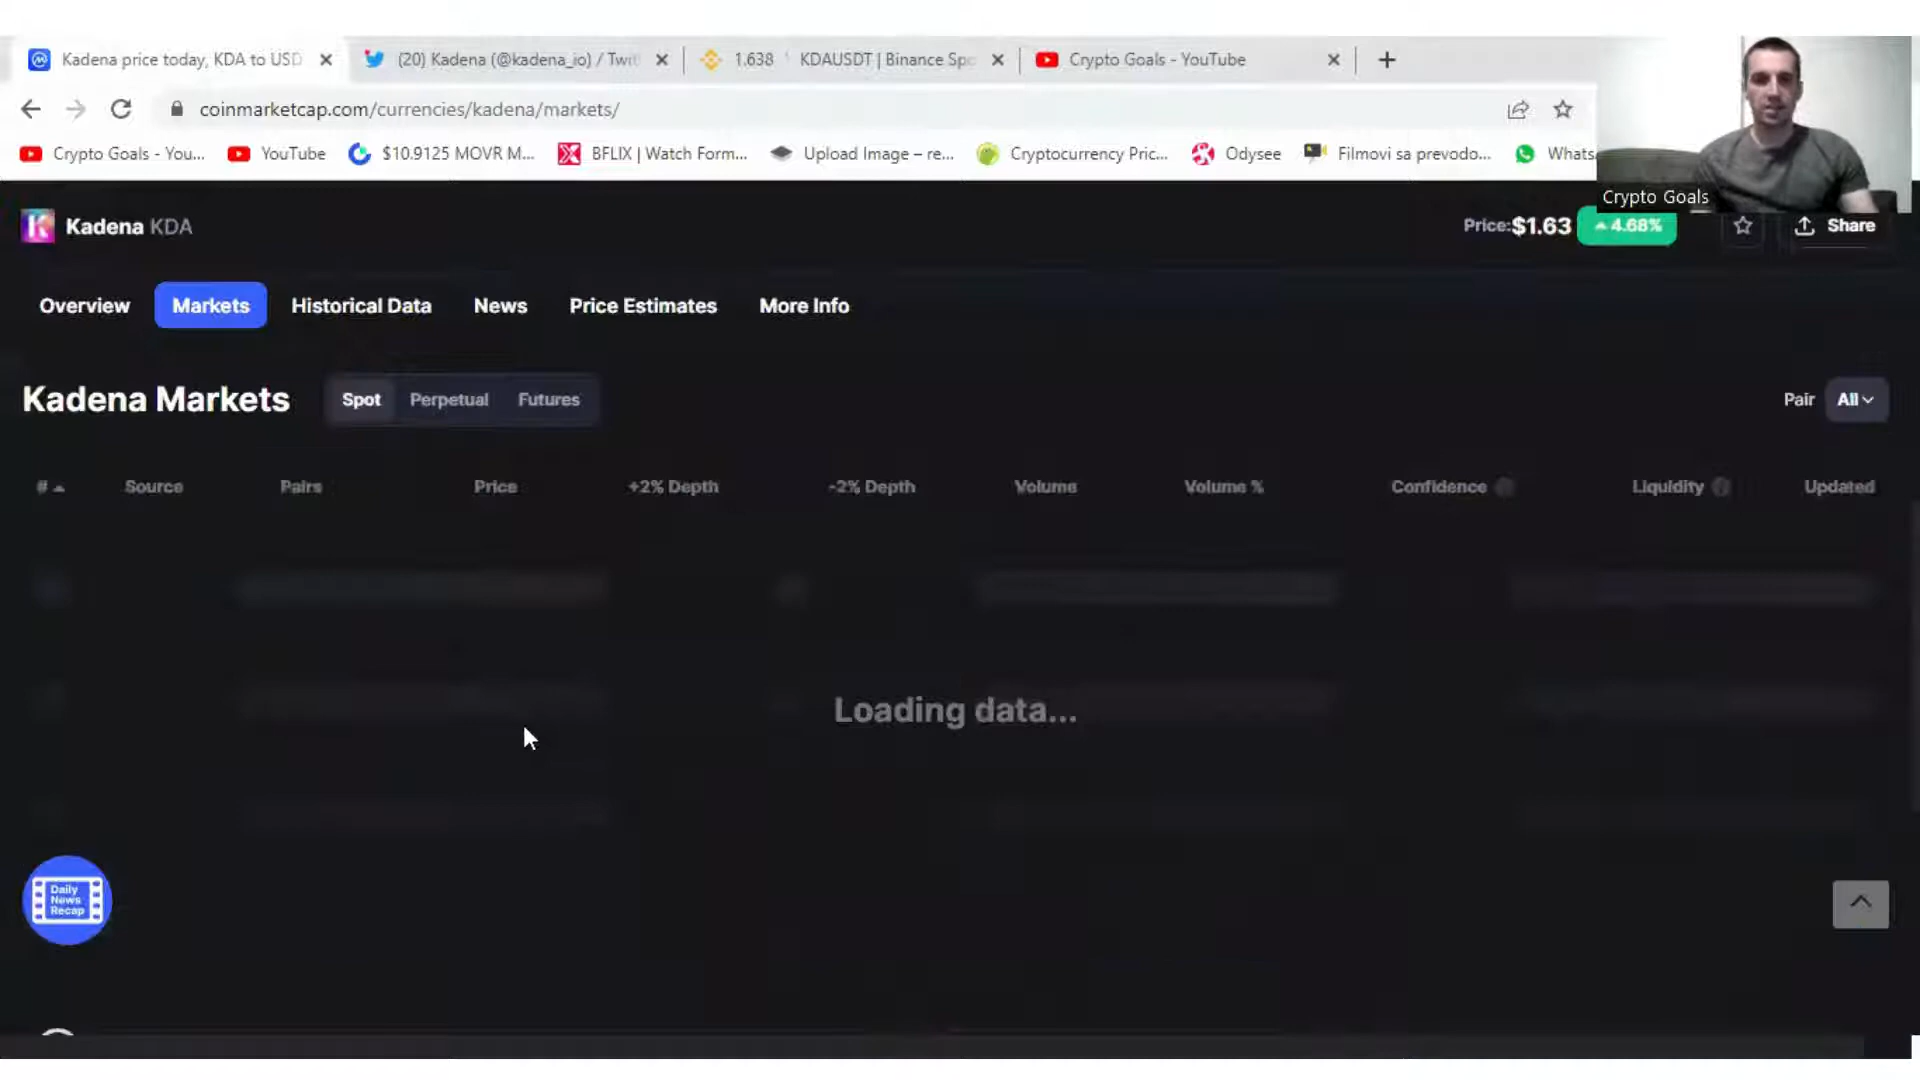 Kadena price today, KDA to USD
(20) Kadena (@kadena_io) / Twit
1.638 KDAUSDT | Binance Spo
Crypto Goals - YouTube
coinmarketcap.com/currencies/kadena/markets/
Crypto Goals - You...
YouTube
$10.9125 MOVR M...
BFLIX | Watch Form...
Upload Image – re...
Cryptocurrency Pric...
Odysee
Filmovi sa prevodo...
Whats
Crypto Goals
Kadena KDA
Price:$1.63
4.68%
Share
Overview
Markets
Historical Data
News
Price Estimates
More Info
Kadena Markets
Spot
Perpetual
Futures
Pair
All
#
Source
Pairs
Price
+2% Depth
-2% Depth
Volume
Volume %
Confidence
Liquidity
Updated
Loading data...
Daily
News
Recap